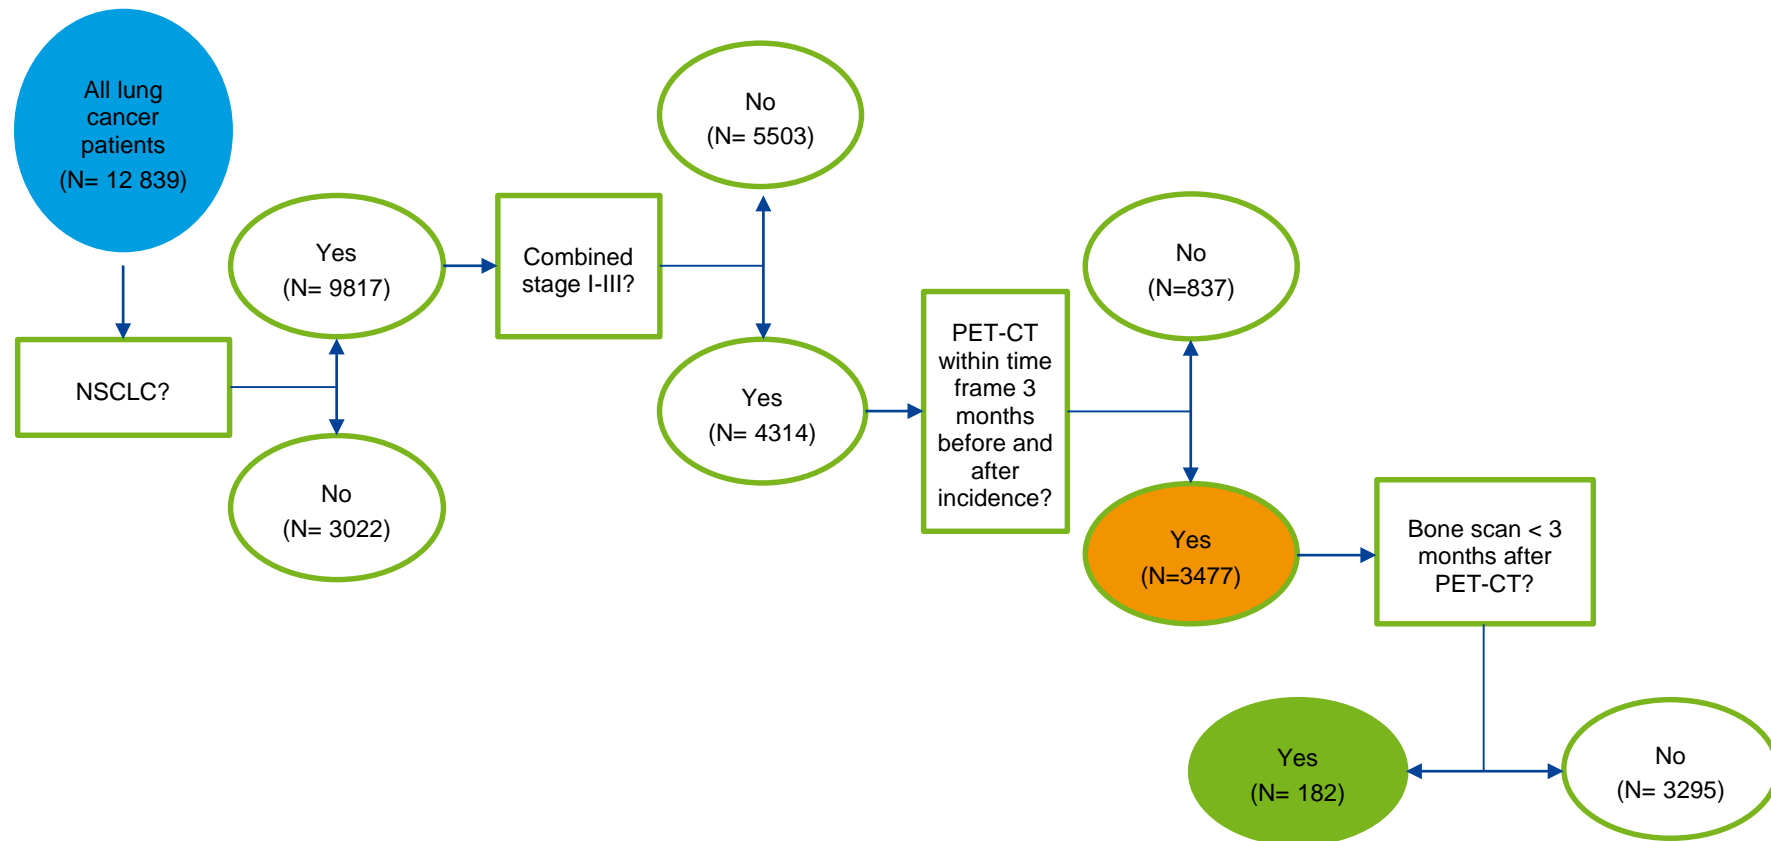 All lung
cancer
patients
(N= 12 839)
NSCLC?
Yes
(N= 9817)
No
(N= 3022)
Combined
stage I-III?
No
(N= 5503)
Yes
(N= 4314)
PET-CT
within time
frame 3
months
before and
after
incidence?
No
(N=837)
Yes
(N=3477)
Bone scan < 3
months after
PET-CT?
Yes
(N= 182)
No
(N= 3295)